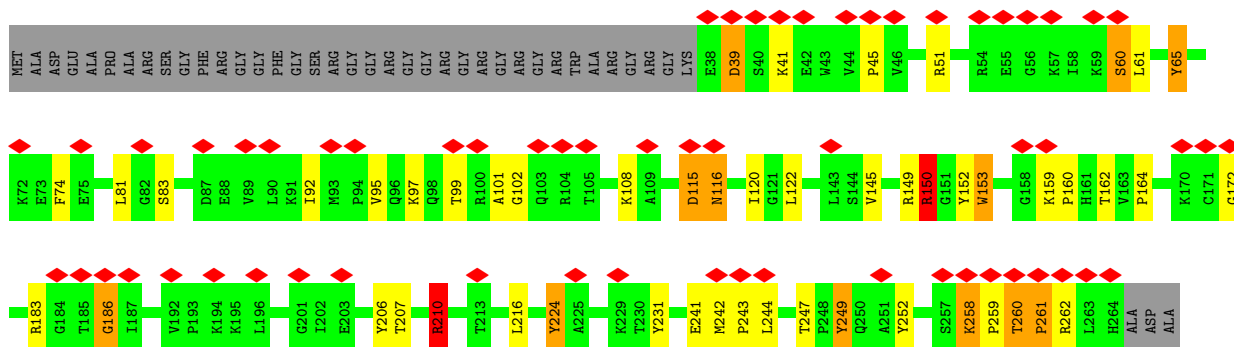 MET ALA ASP GLU ALA PRO ALA ARG SER GLY PHE ARG GLY GLY PHE GLY SER ARG GLY GLY ARG GLY GLY ARG GLY ARG GLY ARG GLY ARG TRP ALA ARG GLY ARG GLY LYS E38 D39 S40 K41 E42 W43 V44 P45 V46 R51 R54 E55 G56 K57 I58 K59 S60 L61 Y65
K72 E73 F74 E75 L81 G82 S83 D87 E88 V89 L90 K91 I92 M93 P94 V95 Q96 K97 Q98 T99 R100 A101 G102 Q103 R104 T105 K108 A109 D115 N116 I120 G121 L122 L143 S144 V145 R149 R150 G151 Y152 W153 G158 K159 P160 H161 T162 V163 P164 K170 C171 G172
R183 G184 T185 G186 I187 V192 P193 K194 K195 L196 G201 I202 E203 Y206 T207 R210 T213 L216 Y224 A225 K229 T230 Y231 E241 M242 P243 L244 T247 P248 Y249 Q250 A251 Y252 S257 K258 P259 T260 P261 R262 L263 H264 ALA ASP ALA